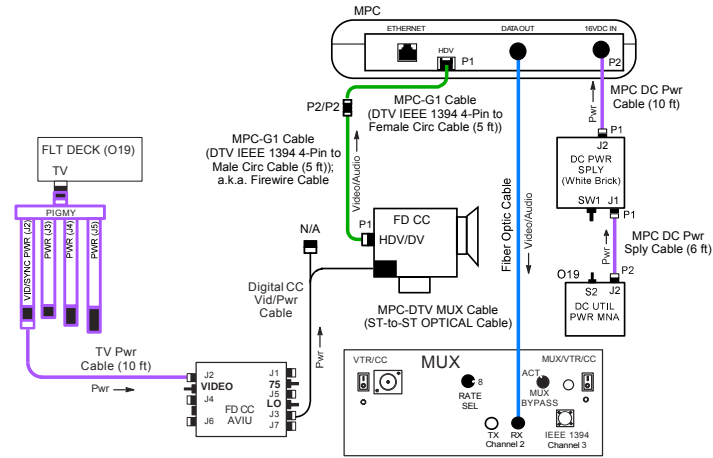 MPC
ETHERNET
DATA OUT
16VDC IN
HDV
P1
P2
MPC-G1 Cable
(DTV IEEE 1394 4-Pin to
Female Circ Cable (5 ft))
P2/P2
MPC DC Pwr
Cable (10 ft)
Pwr
P1
J2
DC PWR
SPLY
(White Brick)
SW1
J1
P1
MPC DC Pwr
Sply Cable (6 ft)
Pwr
P2
O19
S2
J2
DC UTIL
PWR MNA
MPC-G1 Cable
(DTV IEEE 1394 4-Pin to
Male Circ Cable (5 ft));
a.k.a. Firewire Cable
Video/Audio
Fiber Optic Cable
Video/Audio
FLT DECK (O19)
TV
PIGMY
VID/SYNC PWR (J2)
PWR (J3)
PWR (J4)
PWR (J5)
N/A
P1
FD CC
HDV/DV
Digital CC
Vid/Pwr
Cable
MPC-DTV MUX Cable
(ST-to-ST OPTICAL Cable)
TV Pwr
Cable (10 ft)
Pwr
Pwr
J2
VIDEO
J4
J6
J1
75
J5
LO
J3
J7
FD CC
AVIU
VTR/CC
MUX
MUX/VTR/CC
8
RATE
SEL
ACT
MUX
BYPASS
TX
RX
Channel 2
IEEE 1394
Channel 3